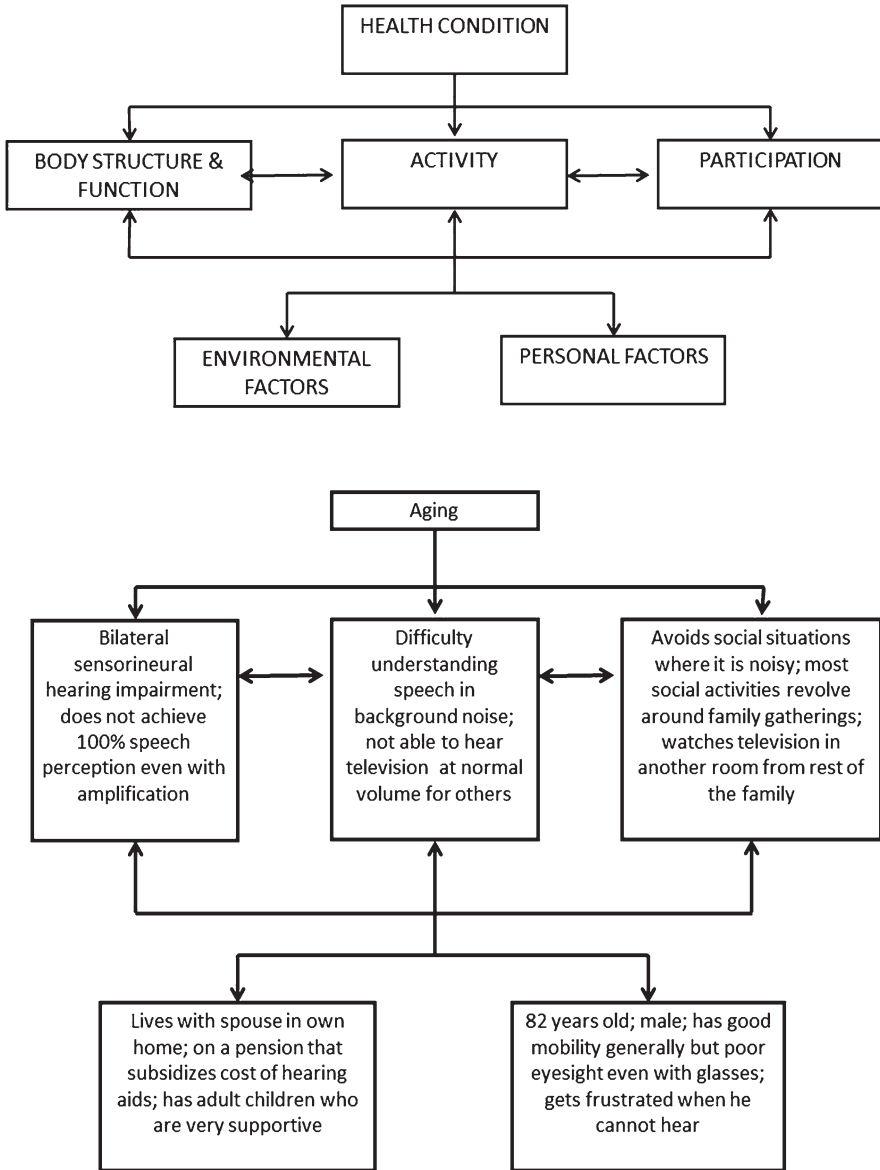 HEALTH CONDITION
BODY STRUCTURE &
FUNCTION
ACTIVITY
PARTICIPATION
ENVIRONMENTAL
FACTORS
PERSONAL FACTORS
Aging
Bilateral
sensorineural
hearing impairment;
does not achieve
100% speech
perception even with
amplification
Difficulty
understanding
speech in
background noise;
not able to hear
television at normal
volume for others
Avoids social situations
where it is noisy; most
social activities revolve
around family gatherings;
watches television in
another room from rest of
the family
Lives with spouse in own
home; on a pension that
subsidizes cost of hearing
aids; has adult children who
are very supportive
82 years old; male; has good
mobility generally but poor
eyesight even with glasses;
gets frustrated when he
cannot hear